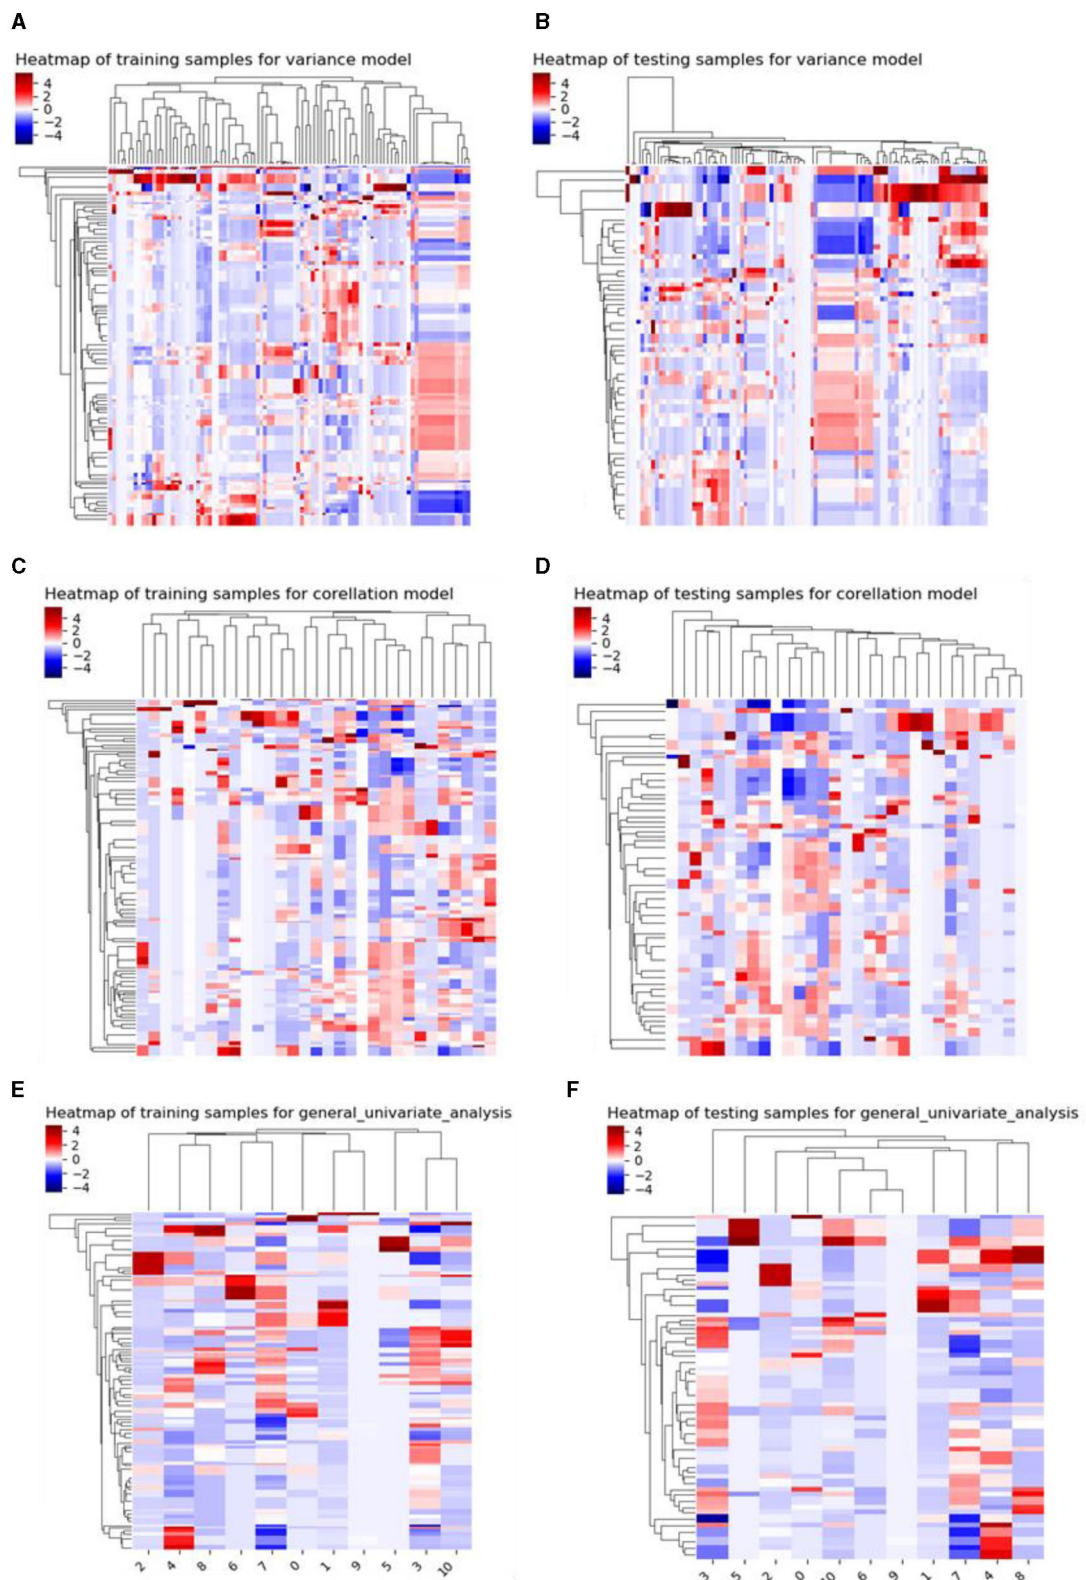 A
B
Heatmap of training samples for variance model
Heatmap of testing samples for variance model
4
2
0
−2
−4
4
2
0
−2
−4
C
D
Heatmap of training samples for corellation model
Heatmap of testing samples for corellation model
4
2
0
−2
−4
4
2
0
−2
−4
E
F
Heatmap of training samples for general_univariate_analysis
Heatmap of testing samples for general_univariate_analysis
4
2
0
−2
−4
4
2
0
−2
−4
2 4 8 6 7 0 1 9 5 3 10
3 5 2 0 10 6 9 1 7 4 8